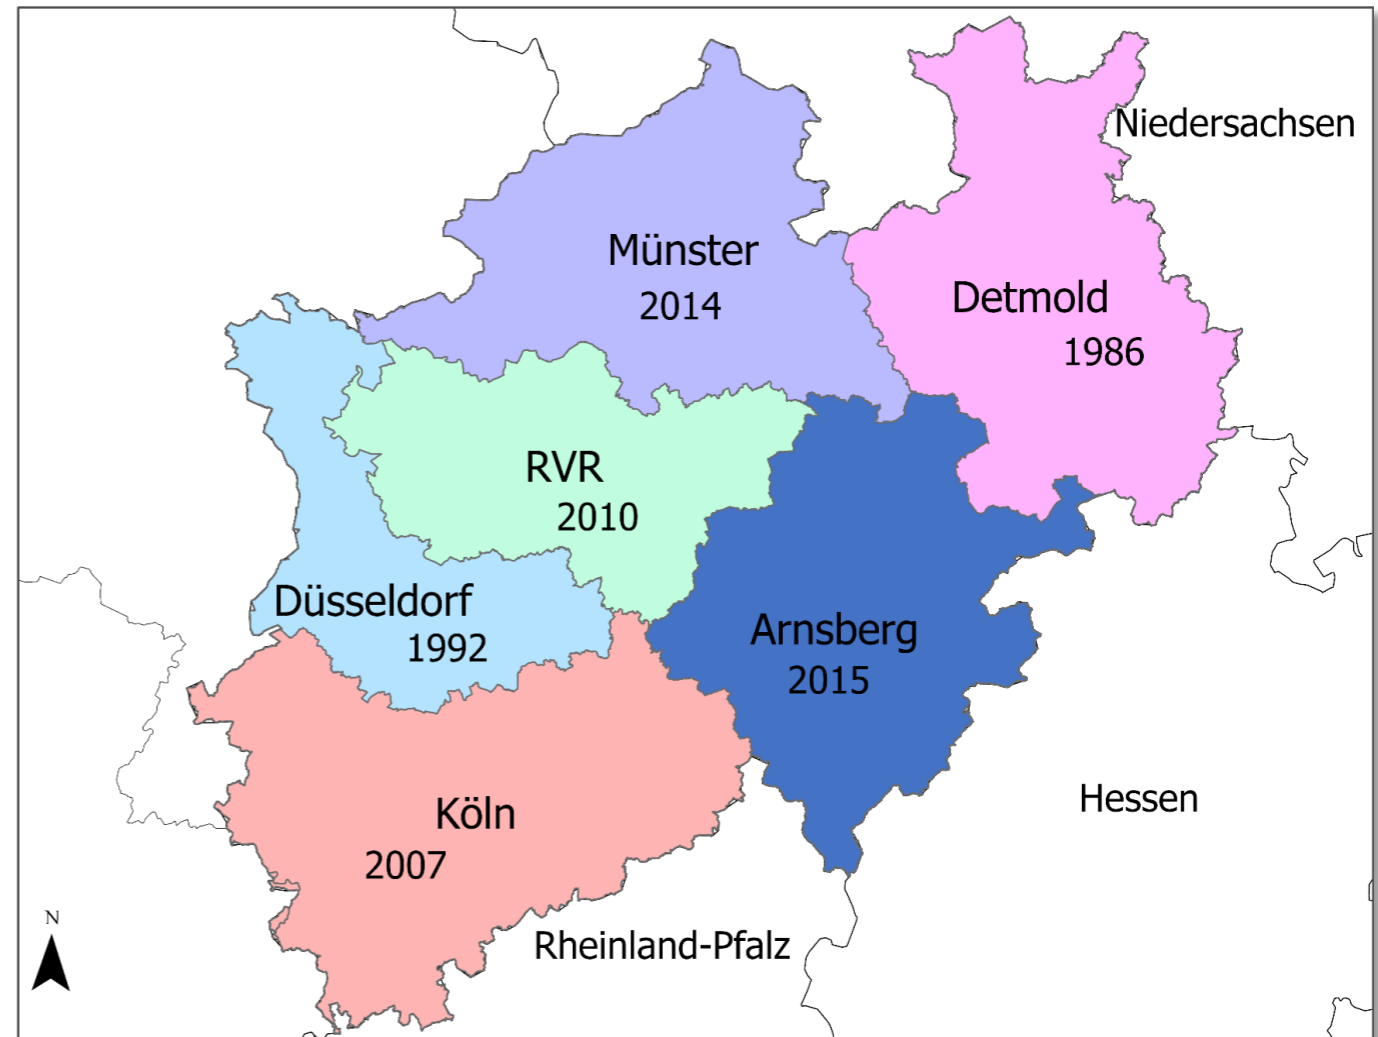 Niedersachsen
Münster
2014
Detmold
1986
RVR
2010
Düsseldorf
1992
Arnsberg
2015
Köln
2007
Hessen
Rheinland-Pfalz
N